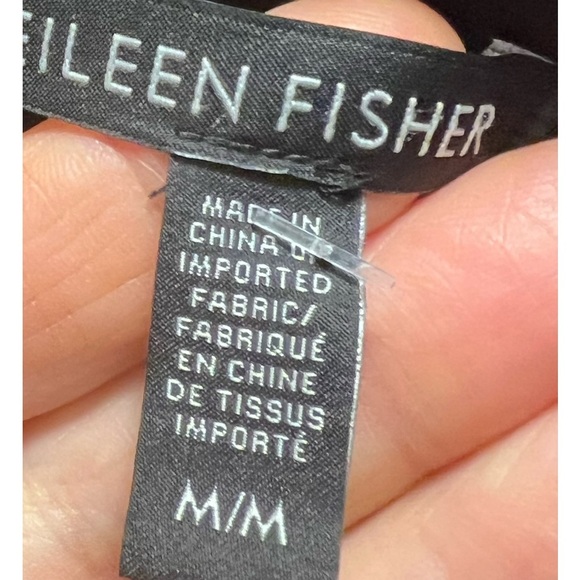 EILEEN FISHER
MADE IN
CHINA OF
IMPORTED
FABRIC/
FABRIQUÉ
EN CHINE
DE TISSUS
IMPORTÉ
M/M